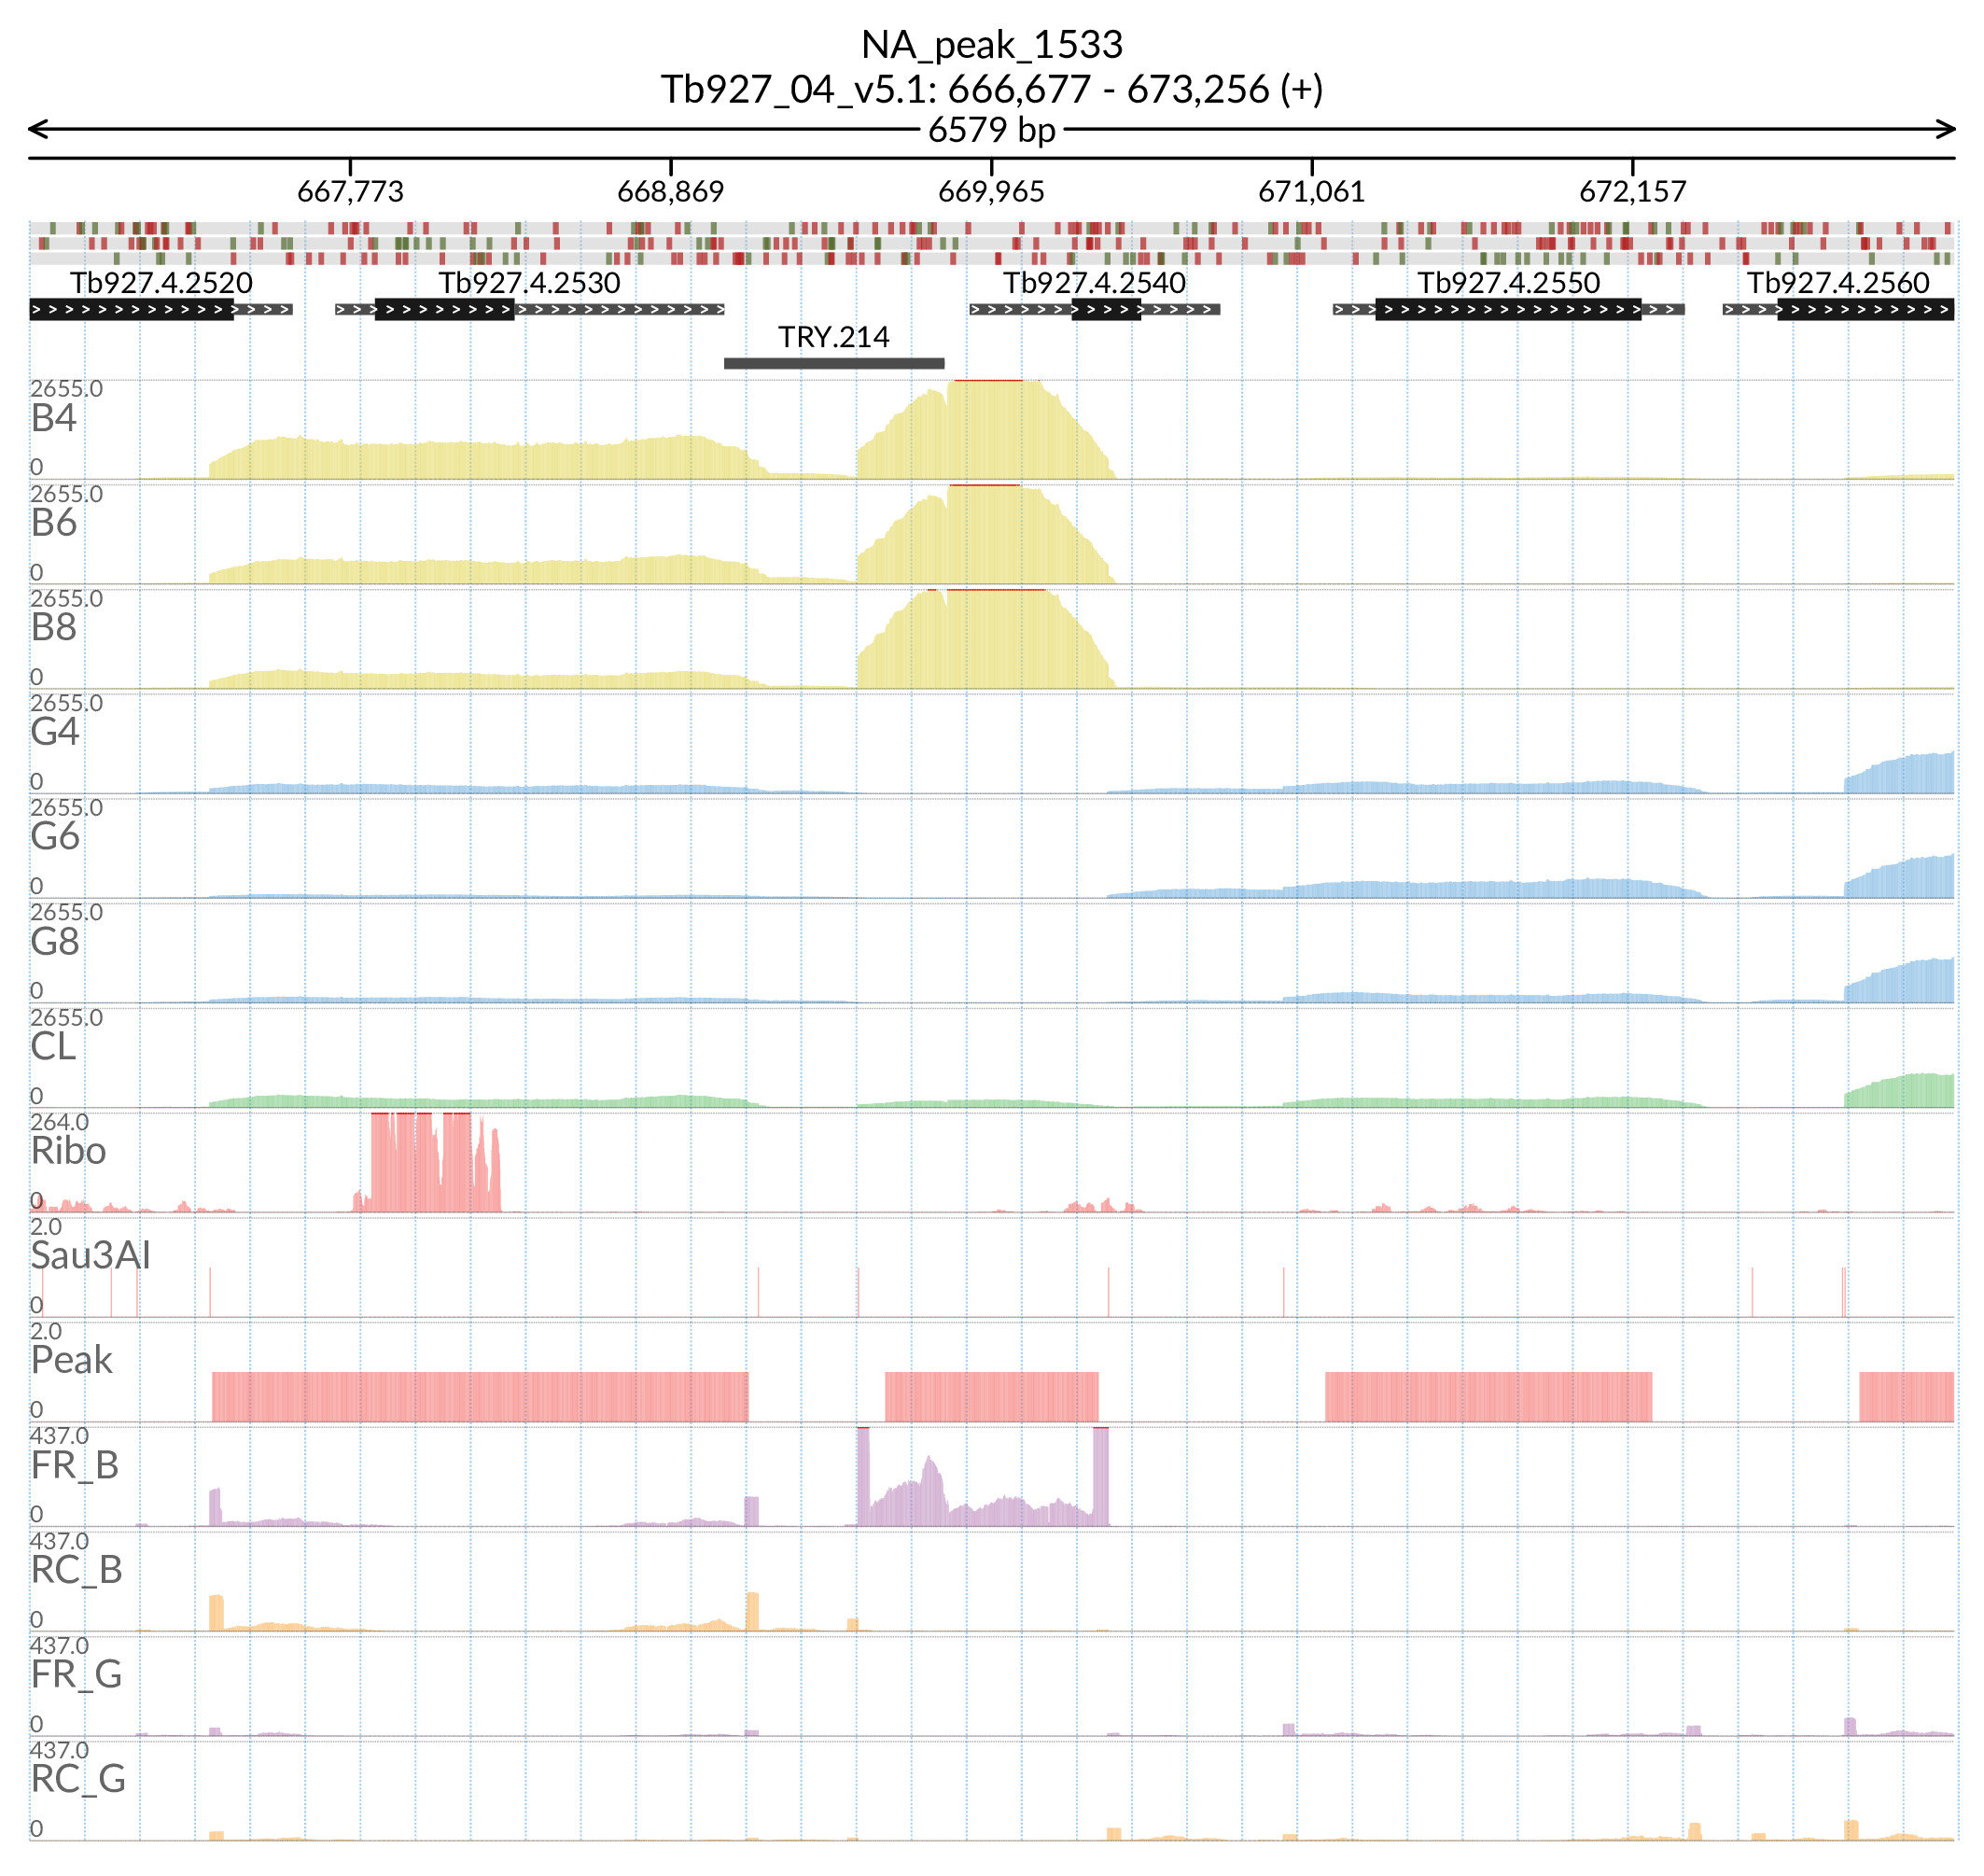 NA_peak_1533
Tb927_04_v5.1: 666,677 - 673,256 (+)
6579 bp
667,773 668,869 669,965 671,061 672,157
Tb927.4.2520 Tb927.4.2530 Tb927.4.2540 Tb927.4.2550 Tb927.4.2560
TRY.214
2655.0
B4
0
2655.0
B6
0
2655.0
B8
0
2655.0
G4
0
2655.0
G6
0
2655.0
G8
0
2655.0
CL
0
264.0
Ribo
0
2.0
Sau3AI
0
2.0
Peak
0
437.0
FR_B
0
437.0
RC_B
0
437.0
FR_G
0
437.0
RC_G
0